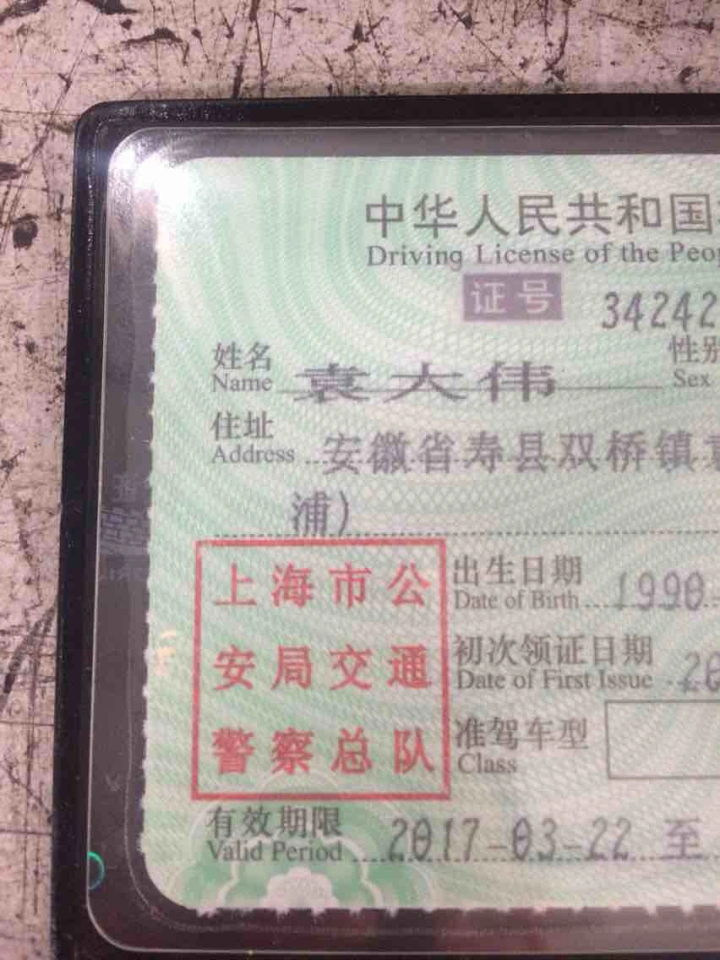 中华人民共和国
Driving License of the Peo
证号 34242
姓名 袁大伟 性别
Name Sex
住址 安徽省寿县双桥镇
Address
浦)
上海市公
安局交通
警察总队
出生日期 1990
Date of Birth
初次领证日期 20
Date of First Issue
准驾车型
Class
有效期限 2017-03-22 至
Valid Period